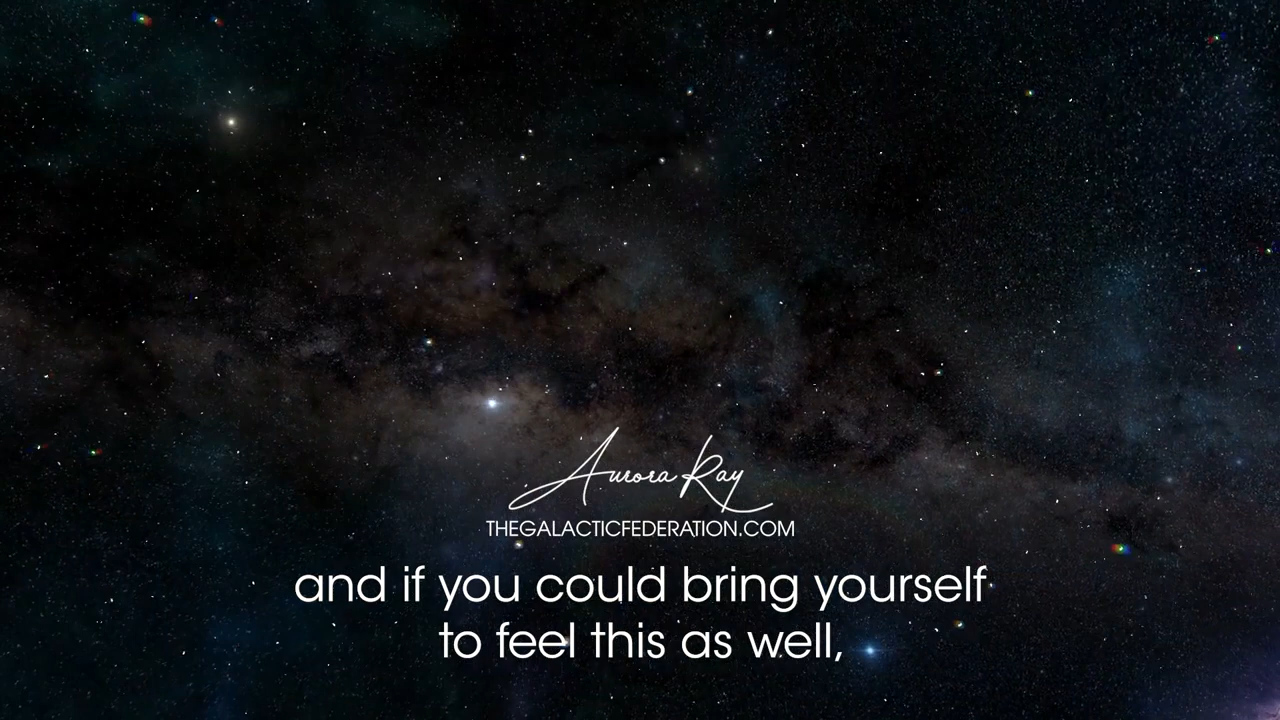 Aurora Ray
THEGALACTICFEDERATION.COM
and if you could bring yourself
to feel this as well,